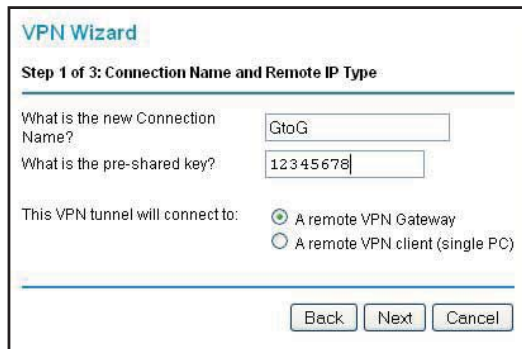 VPN Wizard
Step 1 of 3: Connection Name and Remote IP Type
What is the new Connection
Name?
GtoG
What is the pre-shared key?
12345678
This VPN tunnel will connect to:
A remote VPN Gateway
A remote VPN client (single PC)
Back
Next
Cancel